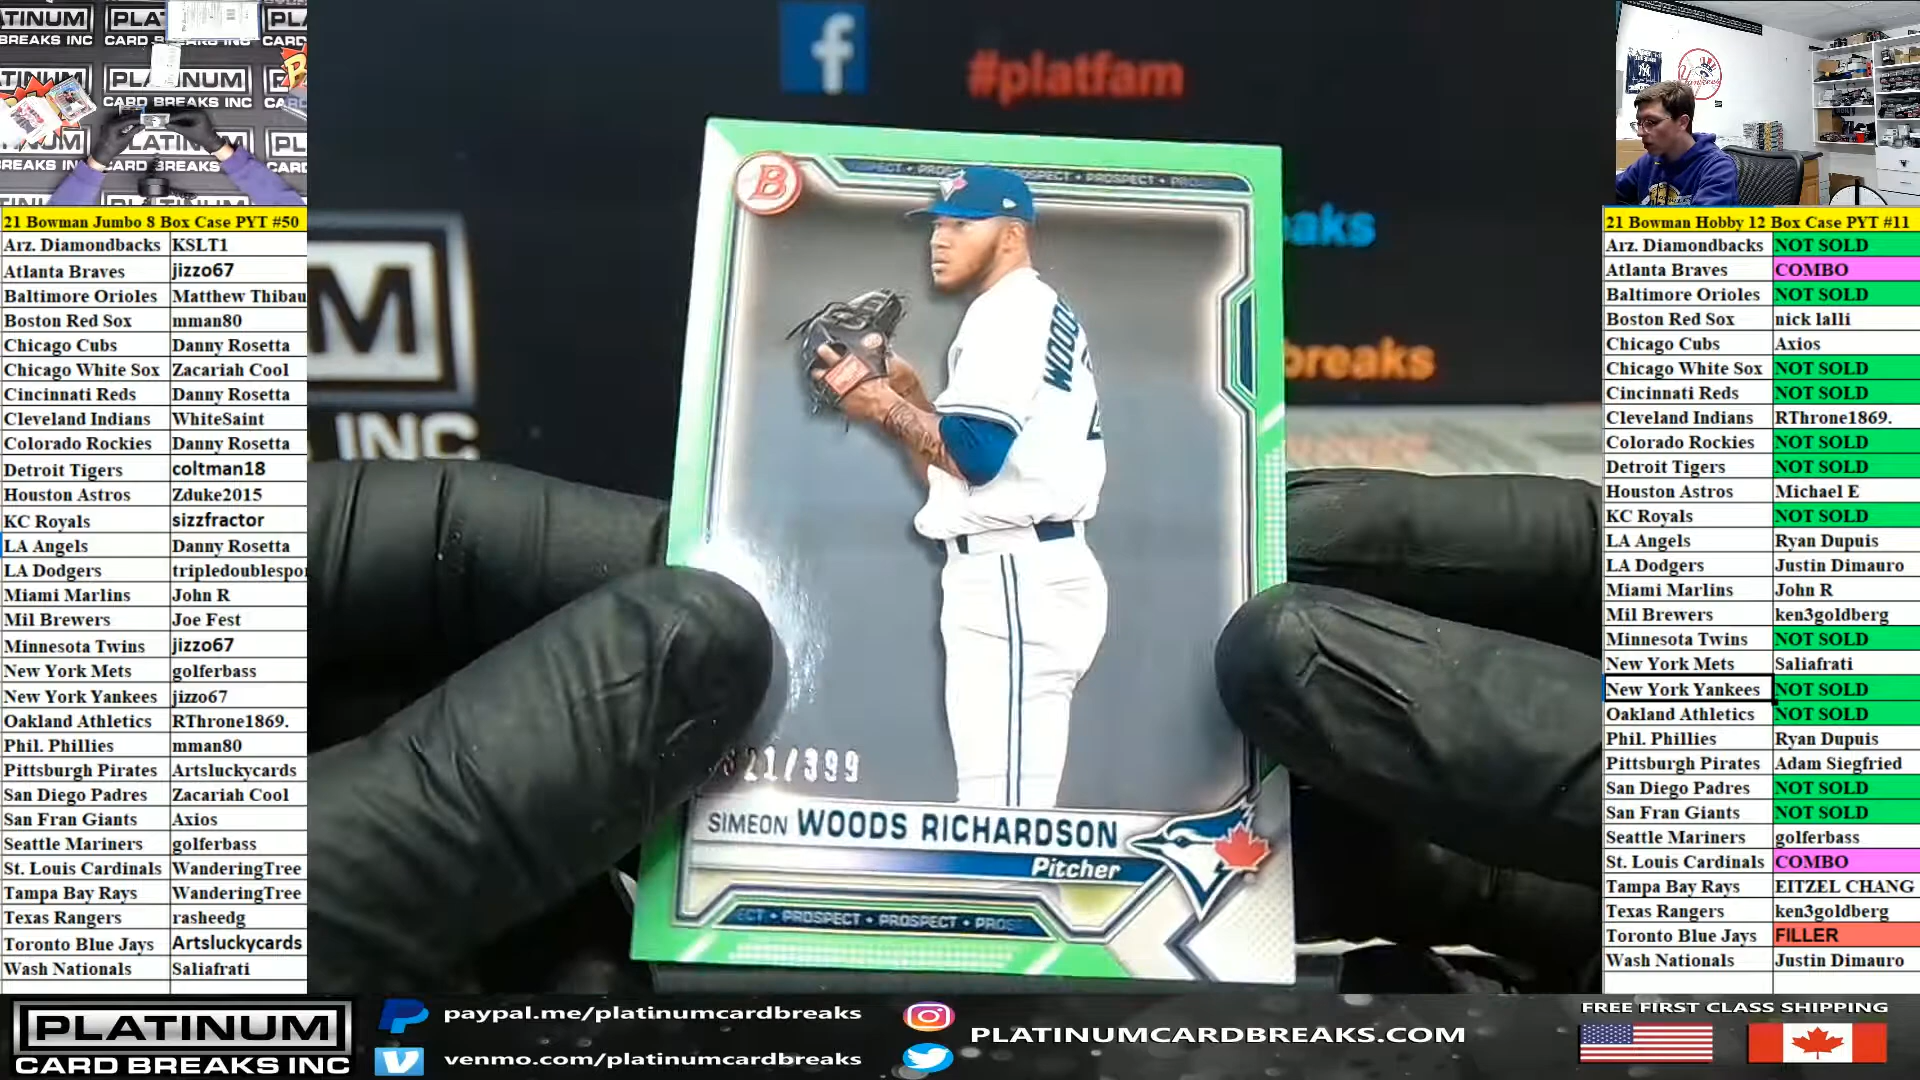 PLATINUM
CARD BREAKS INC
#platfam
breaks
INC
PROSPECT • PROSPECT
B
WOODS
21/399
SIMEON WOODS RICHARDSON
Pitcher
PROSPECT • PROSPECT
21 Bowman Jumbo 8 Box Case PYT #50
Arz. Diamondbacks KSLT1
Atlanta Braves jizzo67
Baltimore Orioles Matthew Thibau
Boston Red Sox mman80
Chicago Cubs Danny Rosetta
Chicago White Sox Zacariah Cool
Cincinnati Reds Danny Rosetta
Cleveland Indians WhiteSaint
Colorado Rockies Danny Rosetta
Detroit Tigers coltman18
Houston Astros Zduke2015
KC Royals sizzfractor
LA Angels Danny Rosetta
LA Dodgers tripledoublespor
Miami Marlins John R
Mil Brewers Joe Fest
Minnesota Twins jizzo67
New York Mets golferbass
New York Yankees jizzo67
Oakland Athletics RThrone1869.
Phil. Phillies mman80
Pittsburgh Pirates Artsluckycards
San Diego Padres Zacariah Cool
San Fran Giants Axios
Seattle Mariners golferbass
St. Louis Cardinals WanderingTree
Tampa Bay Rays WanderingTree
Texas Rangers rasheedg
Toronto Blue Jays Artsluckycards
Wash Nationals Saliafrati
21 Bowman Hobby 12 Box Case PYT #11
Arz. Diamondbacks NOT SOLD
Atlanta Braves COMBO
Baltimore Orioles NOT SOLD
Boston Red Sox nick lalli
Chicago Cubs Axios
Chicago White Sox NOT SOLD
Cincinnati Reds NOT SOLD
Cleveland Indians RThrone1869.
Colorado Rockies NOT SOLD
Detroit Tigers NOT SOLD
Houston Astros Michael E
KC Royals NOT SOLD
LA Angels Ryan Dupuis
LA Dodgers Justin Dimauro
Miami Marlins John R
Mil Brewers ken3goldberg
Minnesota Twins NOT SOLD
New York Mets Saliafrati
New York Yankees NOT SOLD
Oakland Athletics NOT SOLD
Phil. Phillies Ryan Dupuis
Pittsburgh Pirates Adam Siegfried
San Diego Padres NOT SOLD
San Fran Giants NOT SOLD
Seattle Mariners golferbass
St. Louis Cardinals COMBO
Tampa Bay Rays EITZEL CHANG
Texas Rangers ken3goldberg
Toronto Blue Jays FILLER
Wash Nationals Justin Dimauro
PLATINUM
CARD BREAKS INC
paypal.me/platinumcardbreaks
venmo.com/platinumcardbreaks
PLATINUMCARDBREAKS.COM
FREE FIRST CLASS SHIPPING